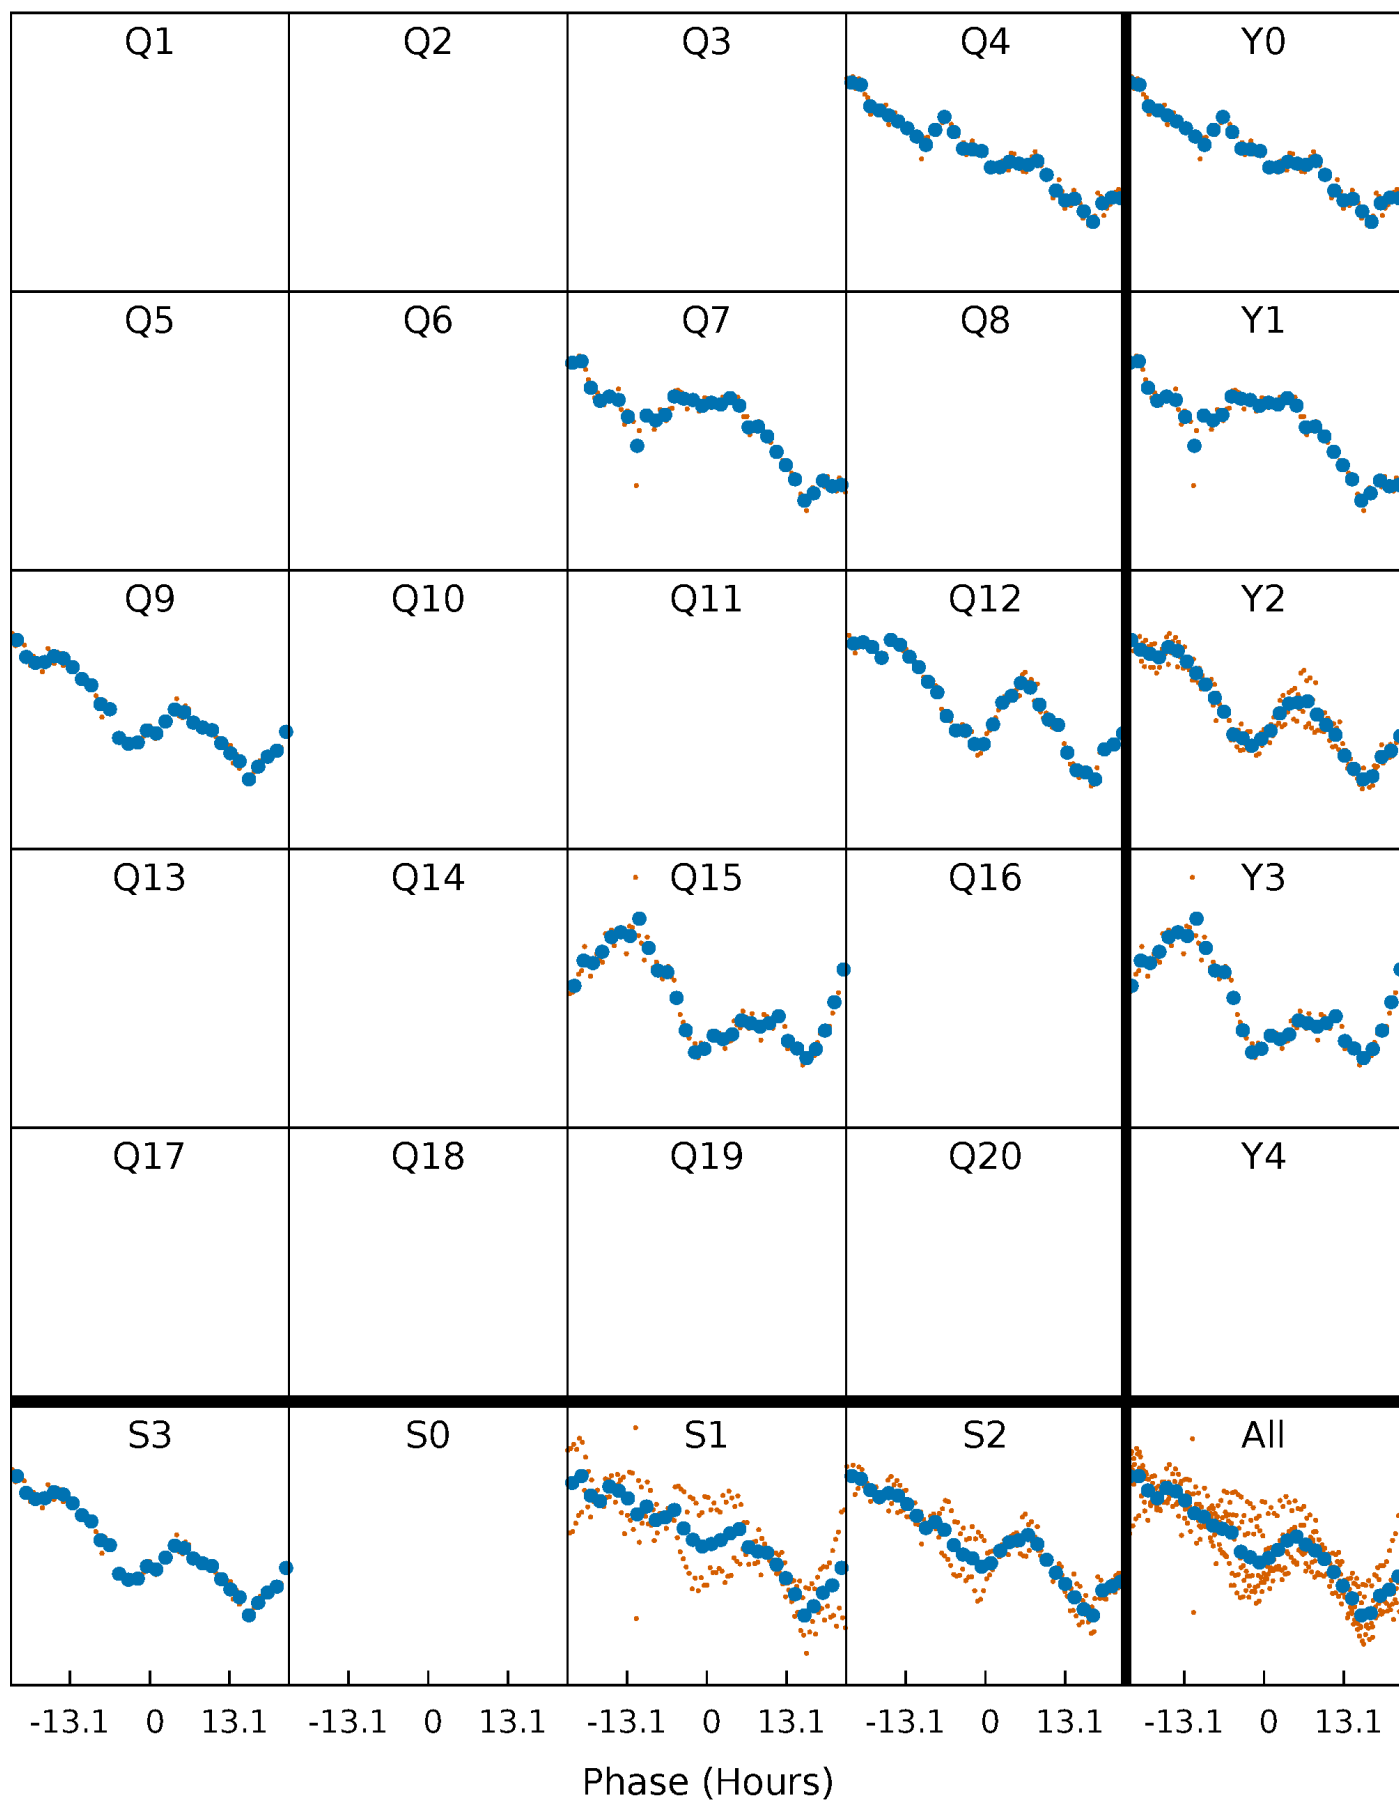 Q1 Q2 Q3 Q4 Y0
Q5 Q6 Q7 Q8 Y1
Q9 Q10 Q11 Q12 Y2
Q13 Q14 Q15 Q16 Y3
Q17 Q18 Q19 Q20 Y4
S3 S0 S1 S2 All
-13.1 0 13.1 -13.1 0 13.1 -13.1 0 13.1 -13.1 0 13.1 -13.1 0 13.1
Phase (Hours)